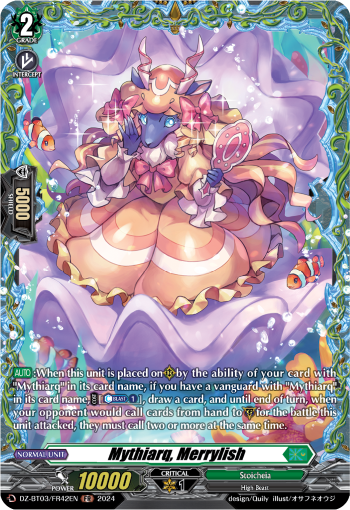 2
GRADE
INTERCEPT
5000
SHIELD
AUTO:When this unit is placed on Ⓡ by the ability of your card with
"Mythiarq" in its card name, if you have a vanguard with "Mythiarq"
in its card name, [BLAST 1], draw a card, and until end of turn, when
your opponent would call cards from hand to Ⓖ for the battle this
unit attacked, they must call two or more at the same time.
NORMAL UNIT
Mythiarq, Merrylish
POWER
10000
CRITICAL
1
Stoicheia
High Beast
DZ-BT03/FR42EN FR 2024
design/Quily illust/オサフネオウジ